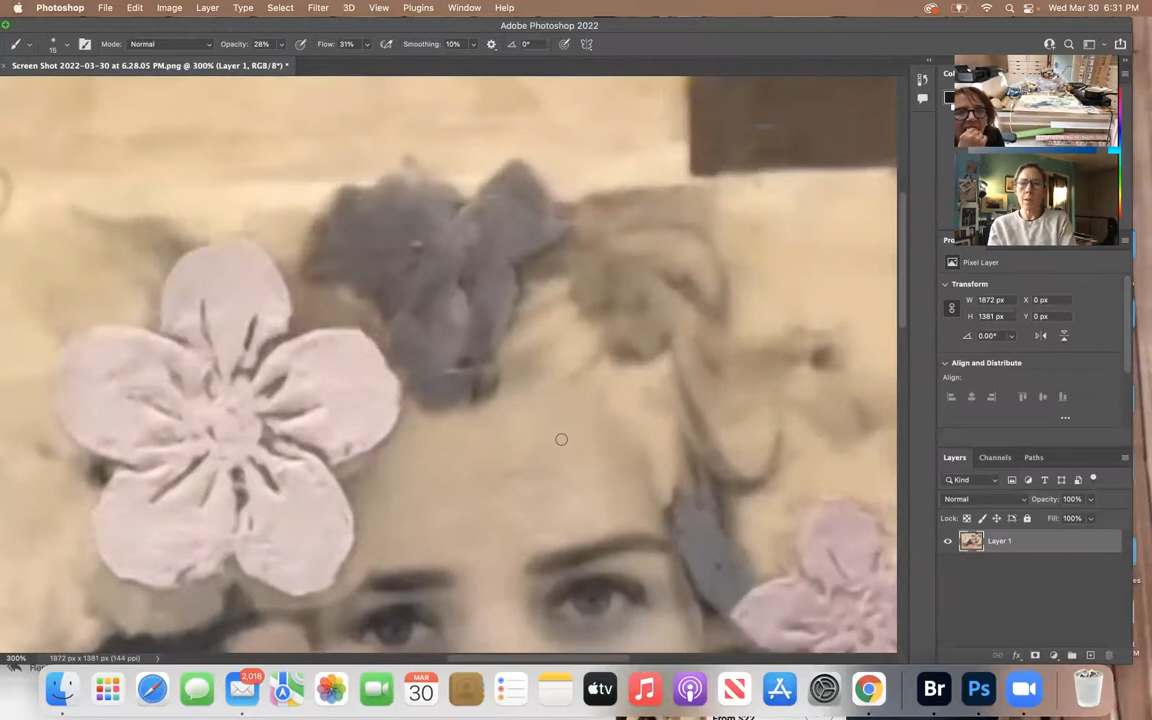 Photoshop File Edit Image Layer Type Select Filter 3D View Plugins Window Help Wed Mar 30 6:31 PM
Adobe Photoshop 2022
15 Mode: Normal Opacity: 28% Flow: 31% Smoothing: 10% 0°
× Screen Shot 2022-03-30 at 6.28.05 PM.png @ 300% (Layer 1, RGB/8*) *
Pixel Layer
Transform
W 1872 px X 0 px
H 1381 px Y 0 px
0.00°
Align and Distribute
Align:
Layers Channels Paths
Kind
Normal Opacity: 100%
Lock: Fill: 100%
Layer 1
300% 1872 px x 1381 px (144 ppi)
2,018
MAR
30
tv
Br Ps
From S22